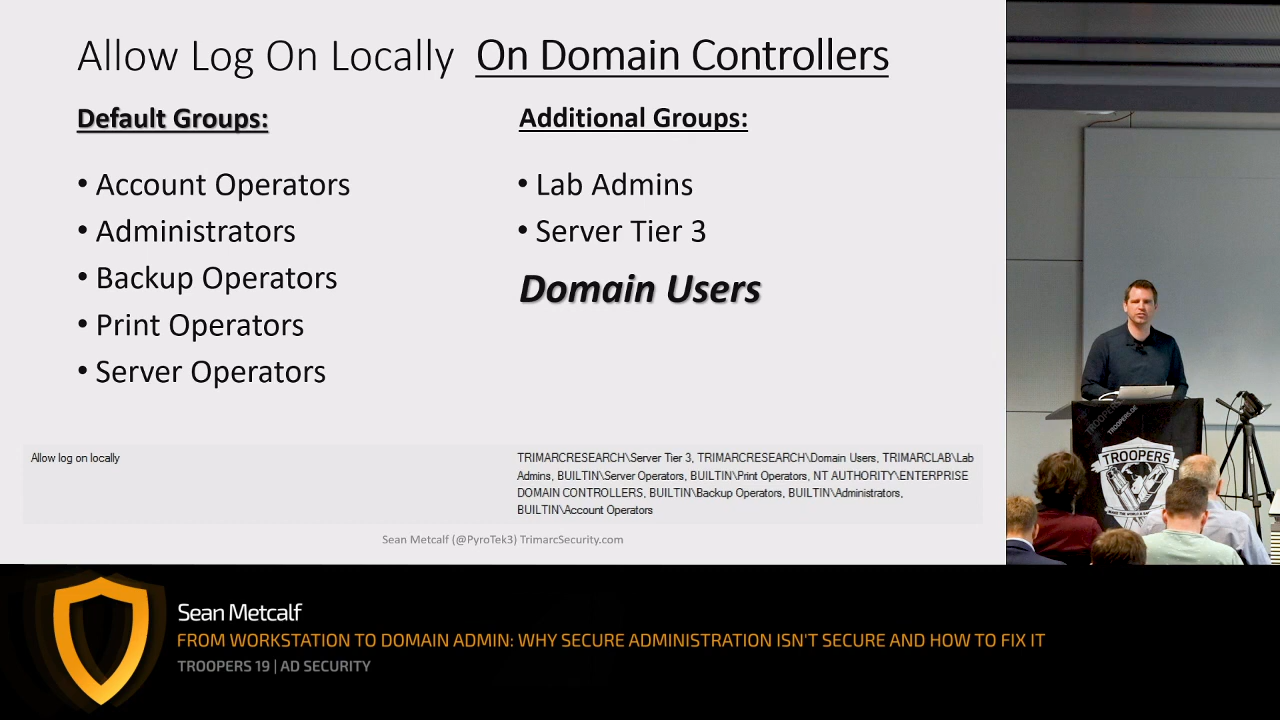 Allow Log On Locally On Domain Controllers
Default Groups:
• Account Operators
• Administrators
• Backup Operators
• Print Operators
• Server Operators
Additional Groups:
• Lab Admins
• Server Tier 3
Domain Users
Allow log on locally
TRIMARCRESEARCH\Server Tier 3, TRIMARCRESEARCH\Domain Users, TRIMARCLAB\Lab
Admins, BUILTIN\Server Operators, BUILTIN\Print Operators, NT AUTHORITY\ENTERPRISE
DOMAIN CONTROLLERS, BUILTIN\Backup Operators, BUILTIN\Administrators,
BUILTIN\Account Operators
Sean Metcalf (@PyroTek3) TrimarcSecurity.com
TROOPERS.DE
TROOPERS
Sean Metcalf
FROM WORKSTATION TO DOMAIN ADMIN: WHY SECURE ADMINISTRATION ISN'T SECURE AND HOW TO FIX IT
TROOPERS 19 | AD SECURITY